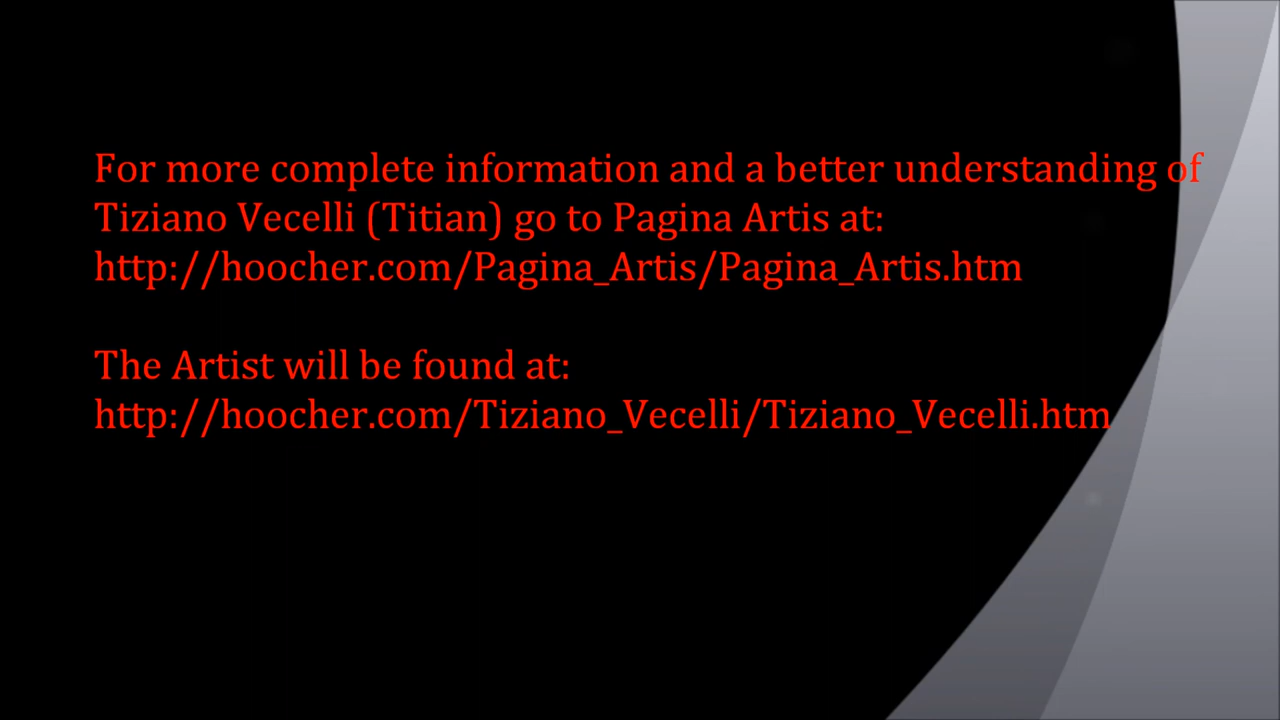 For more complete information and a better understanding of
Tiziano Vecelli (Titian) go to Pagina Artis at:
http://hoocher.com/Pagina_Artis/Pagina_Artis.htm
The Artist will be found at:
http://hoocher.com/Tiziano_Vecelli/Tiziano_Vecelli.htm